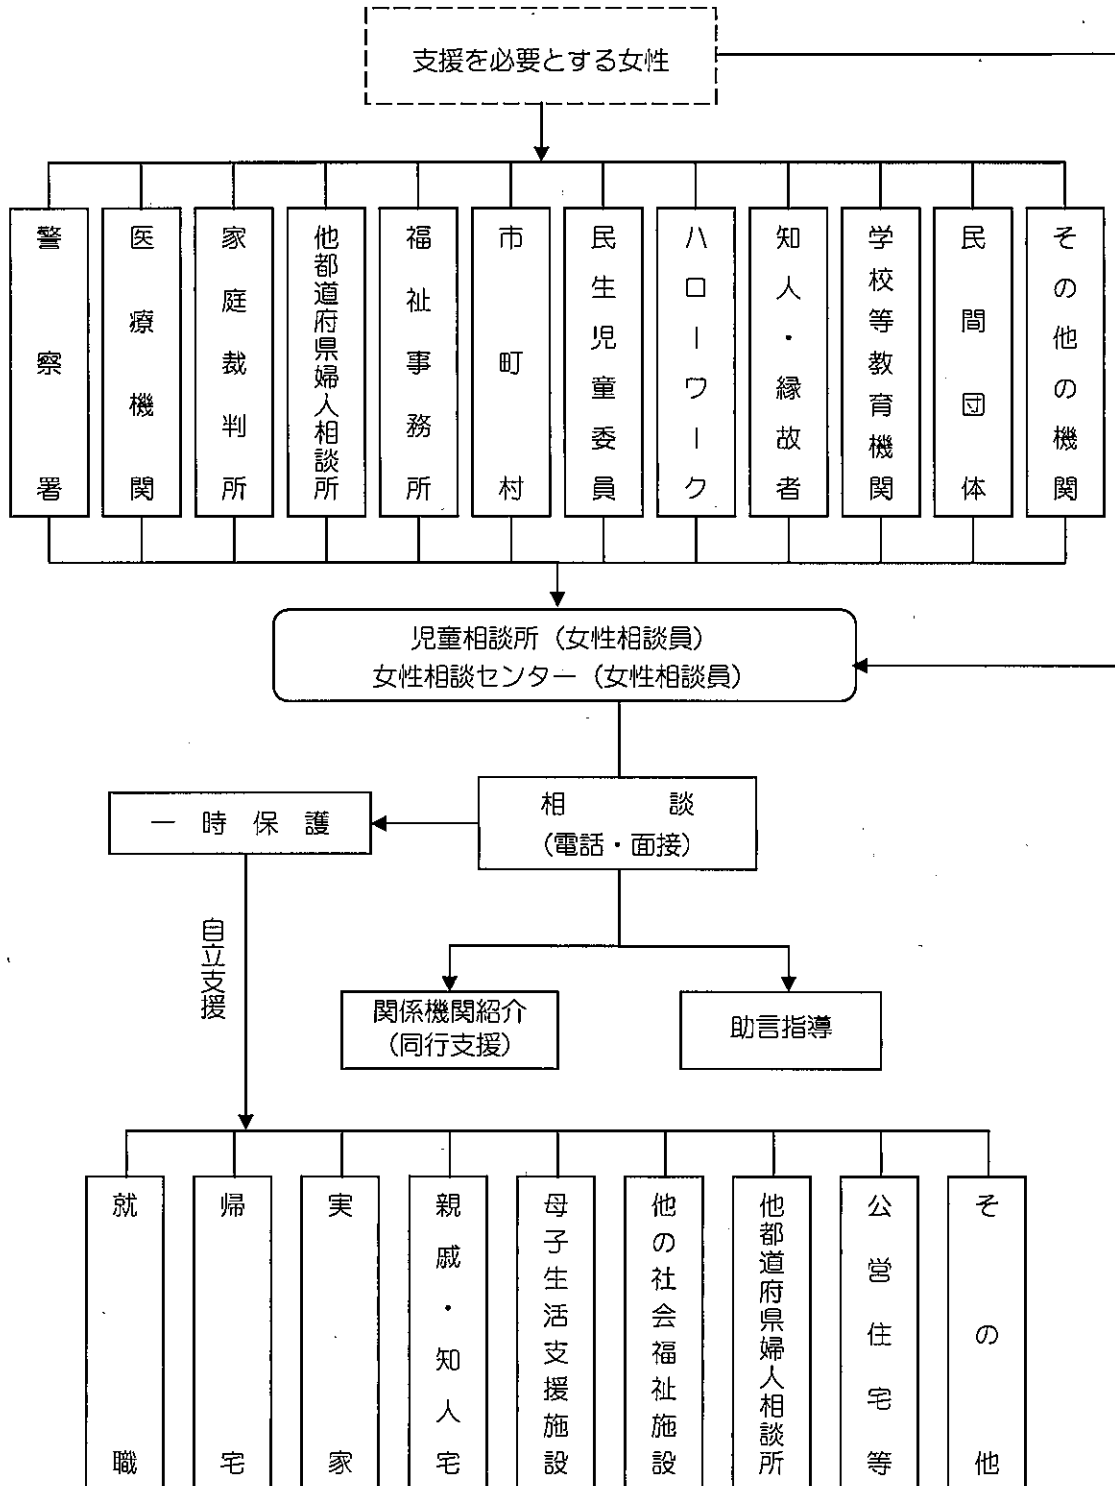 支援を必要とする女性
警察署
医療機関
家庭裁判所
他都道府県婦人相談所
福祉事務所
市町村
民生児童委員
ハローワーク
知人・縁故者
学校等教育機関
民間団体
その他の機関
児童相談所（女性相談員）
女性相談センター（女性相談員）
相談
（電話・面接）
一時保護
自立支援
関係機関紹介
（同行支援）
助言指導
就職
帰宅
実家
親戚・知人宅
母子生活支援施設
他の社会福祉施設
他都道府県婦人相談所
公営住宅等
その他